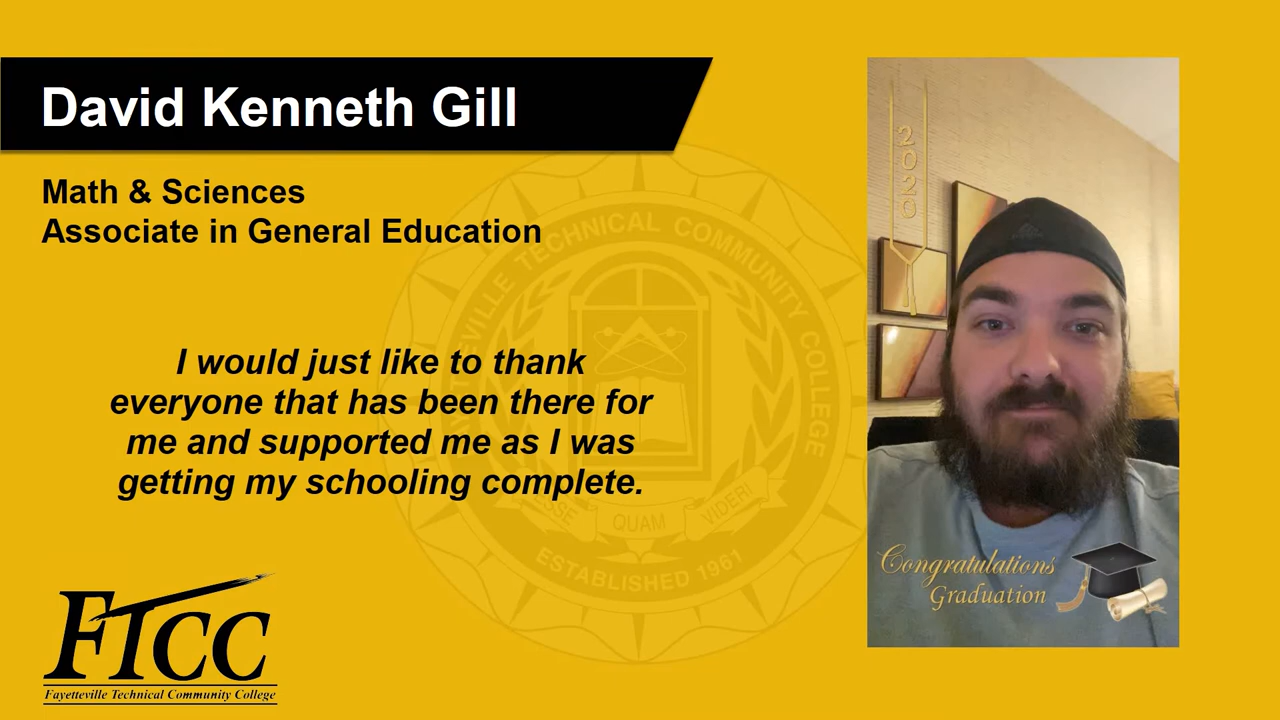 David Kenneth Gill
Math & Sciences
Associate in General Education
I would just like to thank
everyone that has been there for
me and supported me as I was
getting my schooling complete.
FTCC
Fayetteville Technical Community College
FAYETTEVILLE TECHNICAL COMMUNITY COLLEGE
ESSE QUAM VIDERI
ESTABLISHED 1961
2020
Congratulations
Graduation